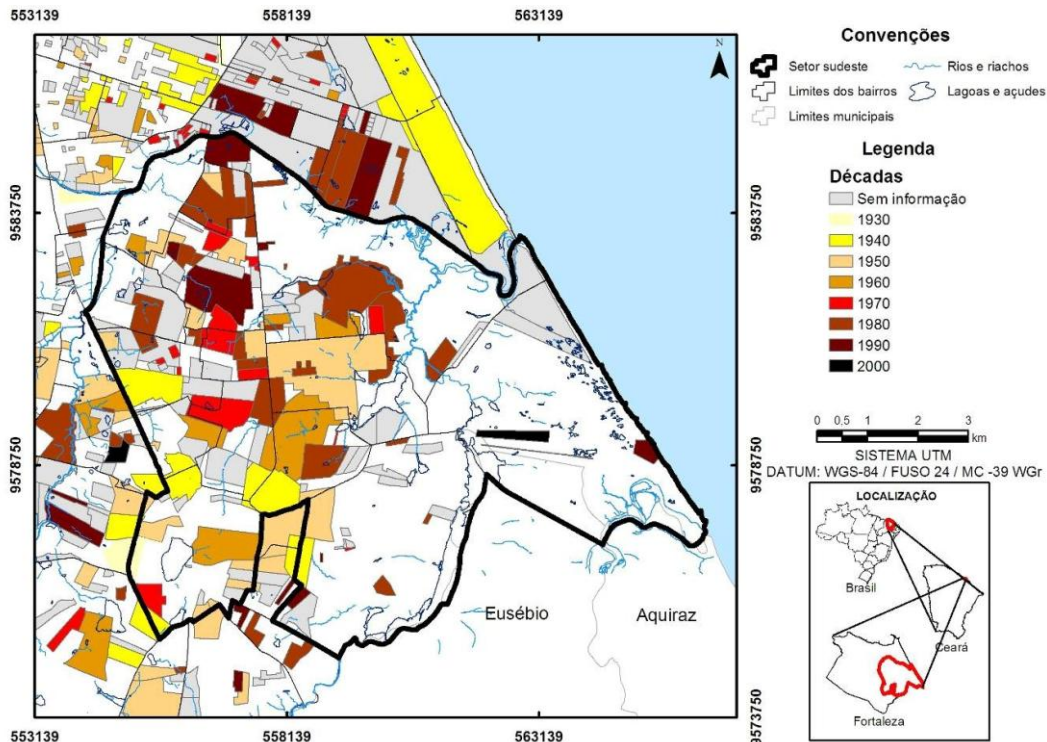 553139
558139
563139
9583750
9578750
9583750
9578750
9573750
N
Eusébio
Aquiraz
553139
558139
563139
Convenções
Setor sudeste
Rios e riachos
Limites dos bairros
Lagoas e açudes
Limites municipais
Legenda
Décadas
Sem informação
1930
1940
1950
1960
1970
1980
1990
2000
0 0,5 1 2 3
km
SISTEMA UTM
DATUM: WGS-84 / FUSO 24 / MC -39 WGr
LOCALIZAÇÃO
Brasil
Ceará
Fortaleza